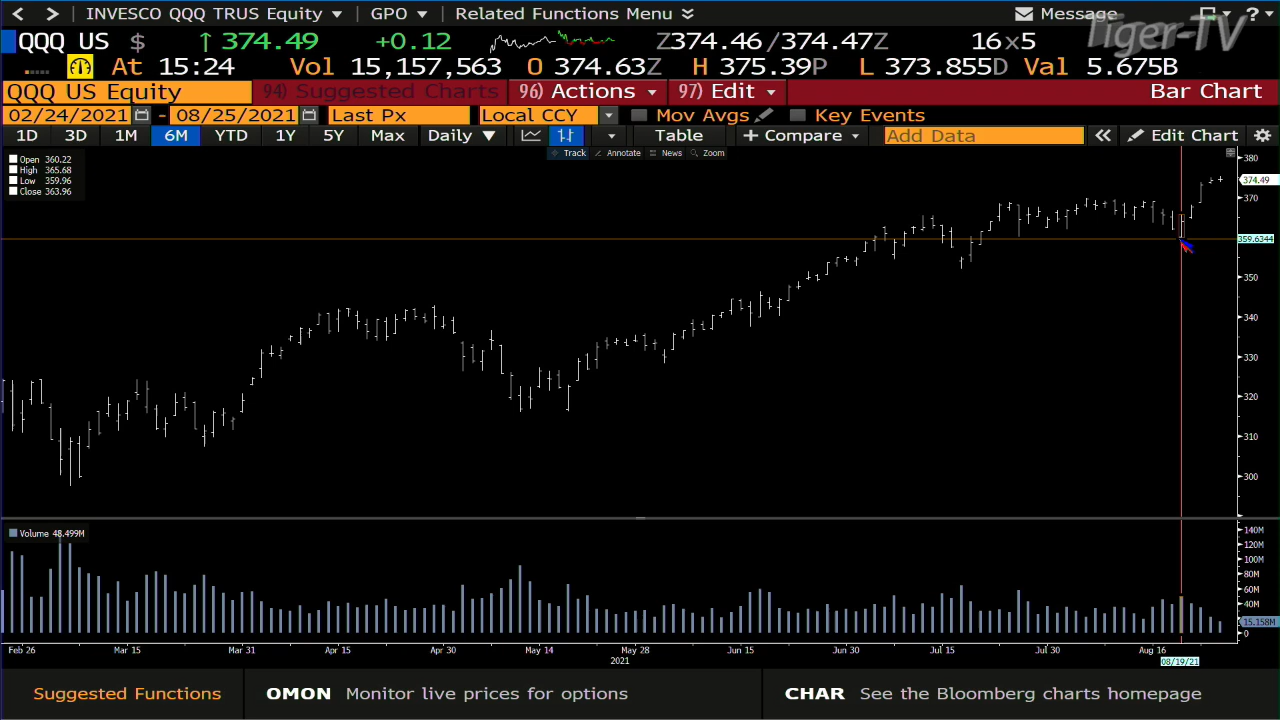 INVESCO QQQ TRUS Equity GPO Related Functions Menu Message ?
QQQ US $ ↑ 374.49 +0.12 Z374.46/374.47Z 16x5
Tiger-TV
At 15:24 Vol 15,157,563 O 374.63Z H 375.39P L 373.855D Val 5.675B
QQQ US Equity 94) Suggested Charts 96) Actions 97) Edit Bar Chart
02/24/2021 - 08/25/2021 Last Px Local CCY Mov Avgs Key Events
1D 3D 1M 6M YTD 1Y 5Y Max Daily ▼ Table + Compare Add Data « Edit Chart
Track Annotate News Zoom
Open 360.22
High 365.68
Low 359.96
Close 363.96
380
374.49
370
359.6344
350
340
330
320
310
300
Volume 48.499M
140M
120M
100M
80M
60M
40M
15.158M
0
Feb 26 Mar 15 Mar 31 Apr 15 Apr 30 May 14 May 28 Jun 15 Jun 30 Jul 15 Jul 30 Aug 16
2021 08/19/21
Suggested Functions OMON Monitor live prices for options CHAR See the Bloomberg charts homepage